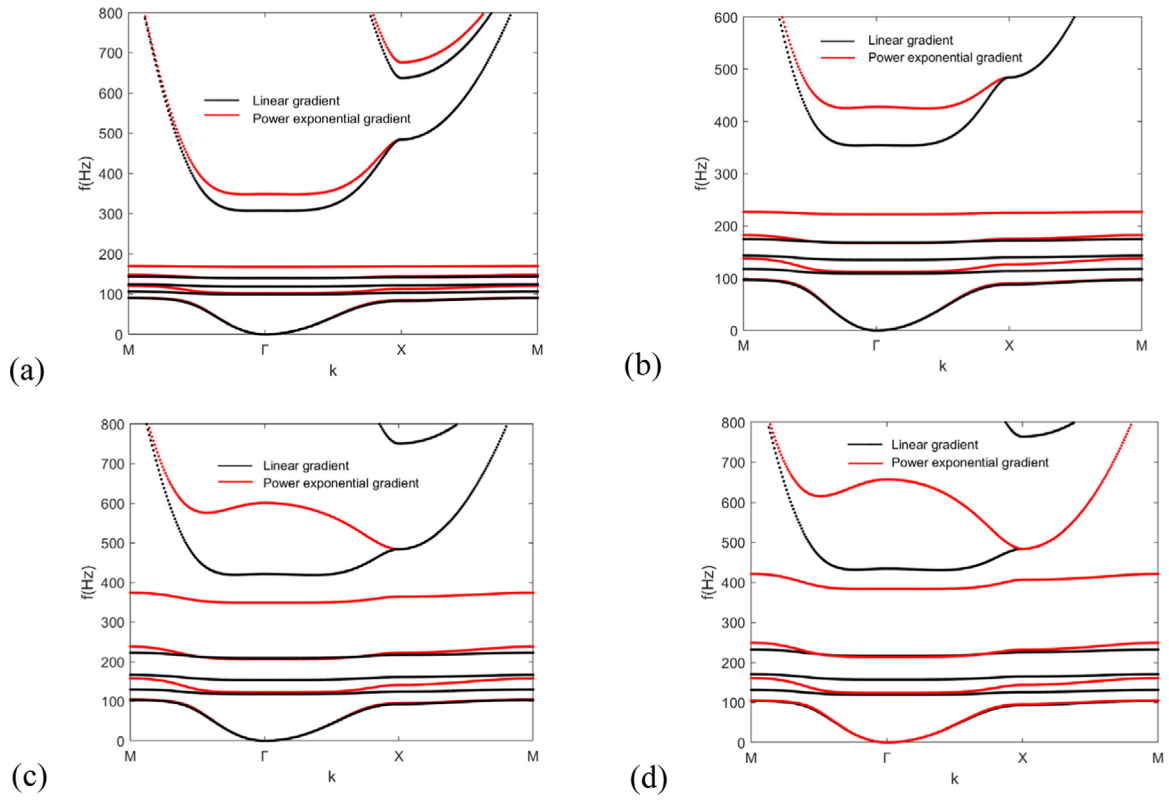 800
700
600
500
400
300
200
100
0
f(Hz)
Linear gradient
Power exponential gradient
M Γ X M
k
(a)
600
500
400
300
200
100
0
f(Hz)
Linear gradient
Power exponential gradient
M Γ X M
k
(b)
800
700
600
500
400
300
200
100
0
f(Hz)
Linear gradient
Power exponential gradient
M Γ X M
k
(c)
800
700
600
500
400
300
200
100
0
f(Hz)
Linear gradient
Power exponential gradient
M Γ X M
k
(d)